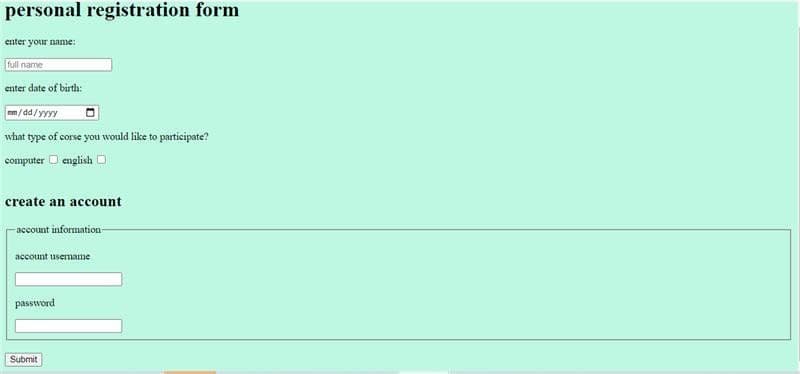 personal registration form
enter your name:
full name
enter date of birth:
mm/dd/yyyy
what type of corse you would like to participate?
computer english
create an account
account information
account username
password
Submit